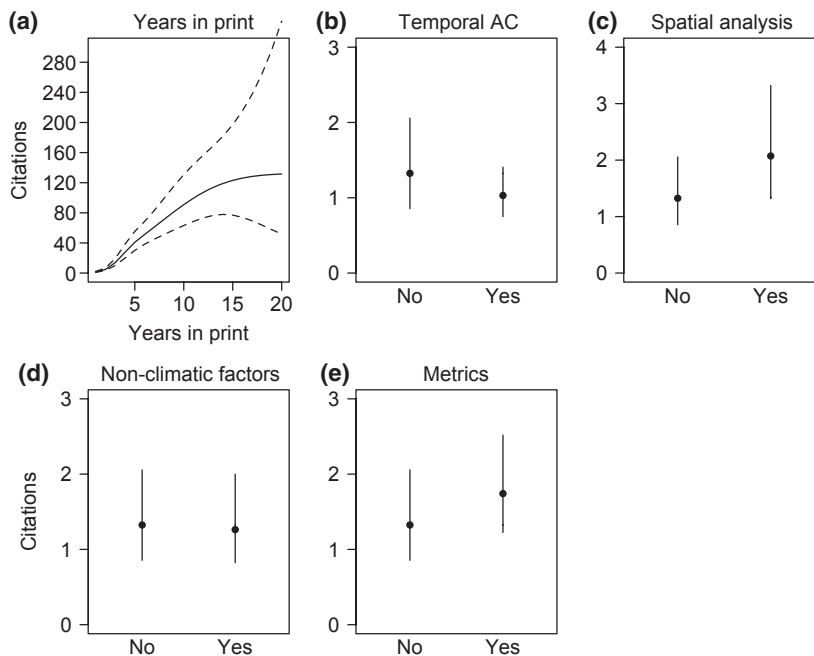 (a) Years in print
Citations
280
240
200
160
120
80
40
0
5 10 15 20
Years in print
(b) Temporal AC
3
2
1
0
No Yes
(c) Spatial analysis
4
3
2
1
0
No Yes
(d) Non-climatic factors
Citations
3
2
1
0
No Yes
(e) Metrics
3
2
1
0
No Yes